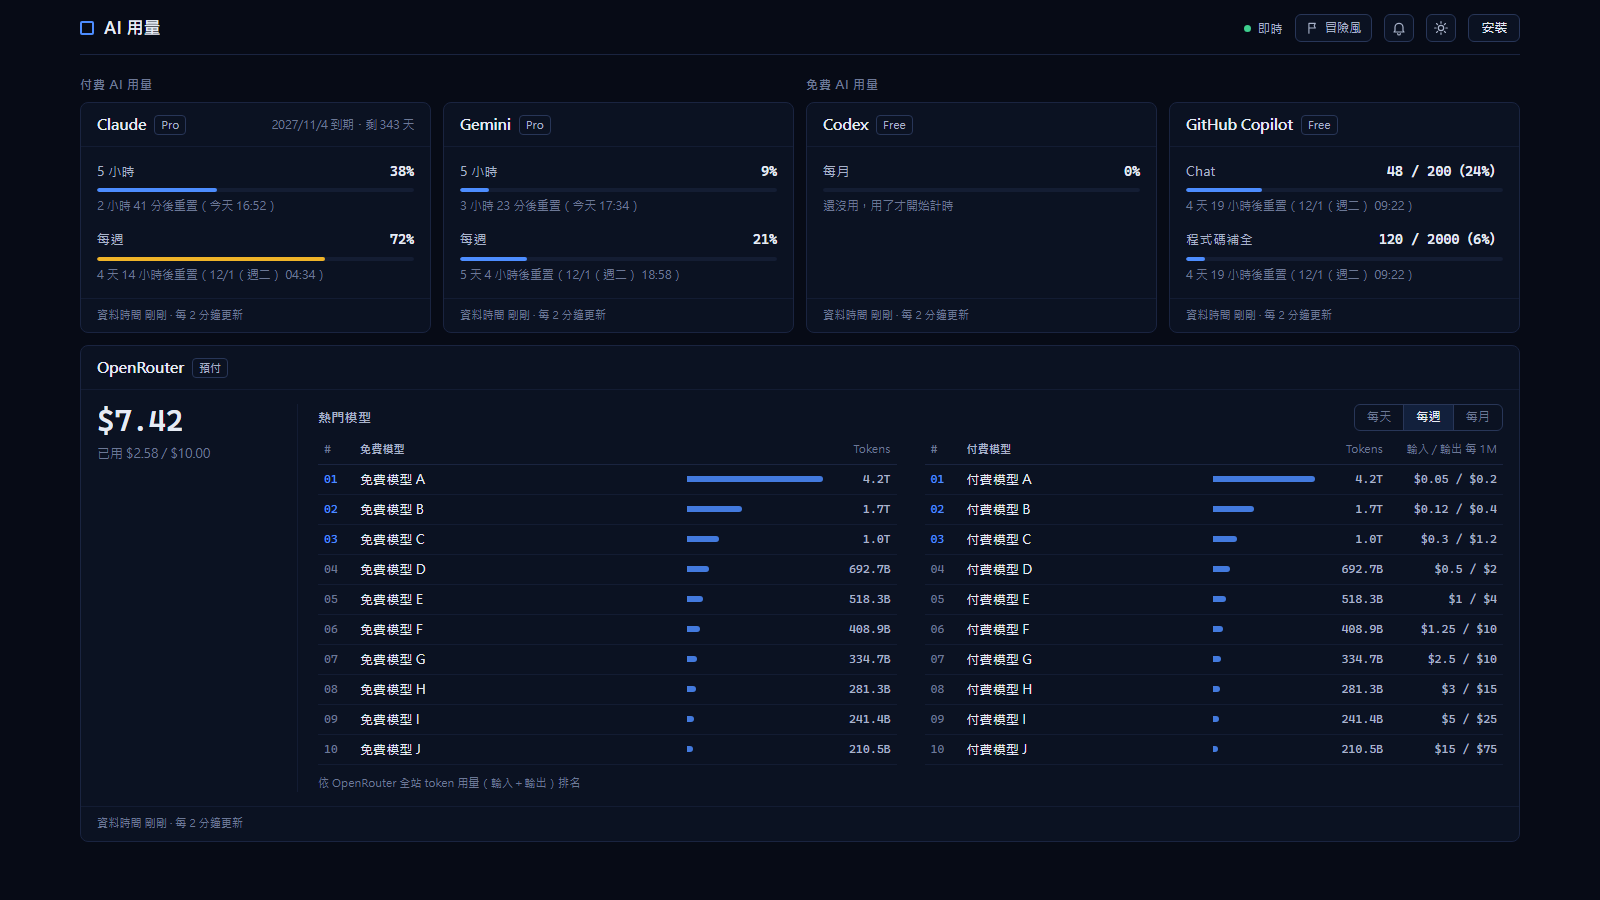 AI 用量
即時
冒險風
安裝
付費 AI 用量
免費 AI 用量
Claude Pro 2027/11/4 到期 · 剩 343 天
5 小時 38%
2 小時 41 分後重置（今天 16:52）
每週 72%
4 天 14 小時後重置（12/1（週二） 04:34）
資料時間 剛剛 · 每 2 分鐘更新
Gemini Pro
5 小時 9%
3 小時 23 分後重置（今天 17:34）
每週 21%
5 天 4 小時後重置（12/1（週二） 18:58）
資料時間 剛剛 · 每 2 分鐘更新
Codex Free
每月 0%
還沒用，用了才開始計時
資料時間 剛剛 · 每 2 分鐘更新
GitHub Copilot Free
Chat 48 / 200 (24%)
4 天 19 小時後重置（12/1（週二） 09:22）
程式碼補全 120 / 2000 (6%)
4 天 19 小時後重置（12/1（週二） 09:22）
資料時間 剛剛 · 每 2 分鐘更新
OpenRouter 預付
$7.42
已用 $2.58 / $10.00
熱門模型
每天 每週 每月
# 免費模型 Tokens
01 免費模型 A 4.2T
02 免費模型 B 1.7T
03 免費模型 C 1.0T
04 免費模型 D 692.7B
05 免費模型 E 518.3B
06 免費模型 F 408.9B
07 免費模型 G 334.7B
08 免費模型 H 281.3B
09 免費模型 I 241.4B
10 免費模型 J 210.5B
# 付費模型 Tokens 輸入 / 輸出 每 1M
01 付費模型 A 4.2T $0.05 / $0.2
02 付費模型 B 1.7T $0.12 / $0.4
03 付費模型 C 1.0T $0.3 / $1.2
04 付費模型 D 692.7B $0.5 / $2
05 付費模型 E 518.3B $1 / $4
06 付費模型 F 408.9B $1.25 / $10
07 付費模型 G 334.7B $2.5 / $10
08 付費模型 H 281.3B $3 / $15
09 付費模型 I 241.4B $5 / $25
10 付費模型 J 210.5B $15 / $75
依 OpenRouter 全站 token 用量（輸入 + 輸出）排名
資料時間 剛剛 · 每 2 分鐘更新